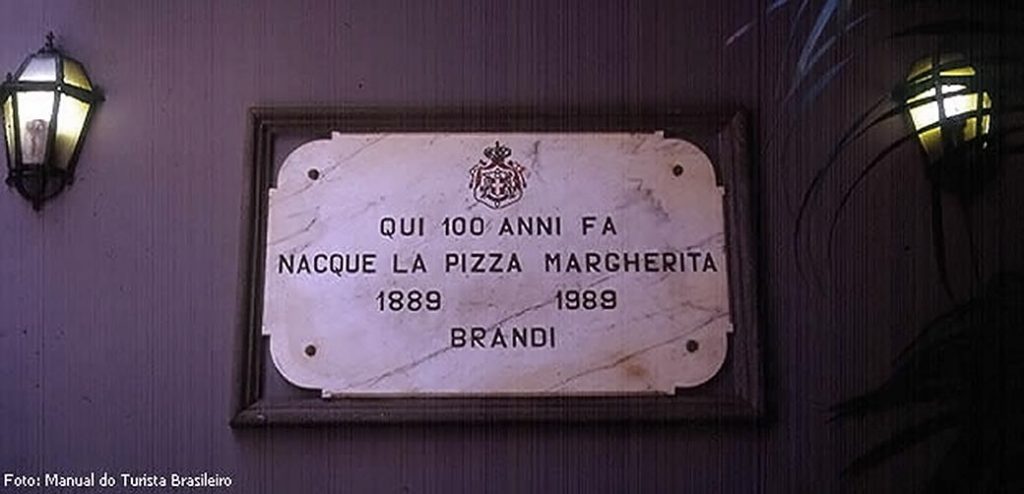 QUI 100 ANNI FA
NACQUE LA PIZZA MARGHERITA
1889 1989
BRANDI
Foto: Manual do Turista Brasileiro